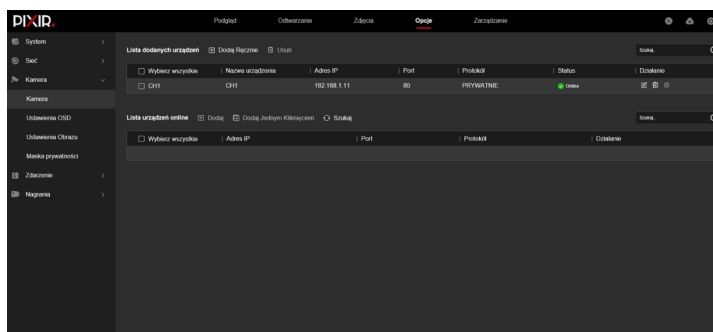 PIXIR.
Podgląd Odtwarzanie Zdjęcia Opcje Zarządzanie
System
Sieć
Kamera
Kamera
Ustawienia OSD
Ustawienia Obrazu
Maska prywatności
Zdarzenie
Nagrania
Lista dodanych urządzeń Dodaj Ręcznie Usuń Szukaj...
Wybierz wszystkie Nazwa urządzenia Adres IP Port Protokół Status Działanie
CH1 CH1 192.168.1.11 80 PRYWATNIE Online
Lista urządzeń online Dodaj Dodaj Jednym Kliknięciem Szukaj Szukaj...
Wybierz wszystkie Adres IP Port Protokół Działanie